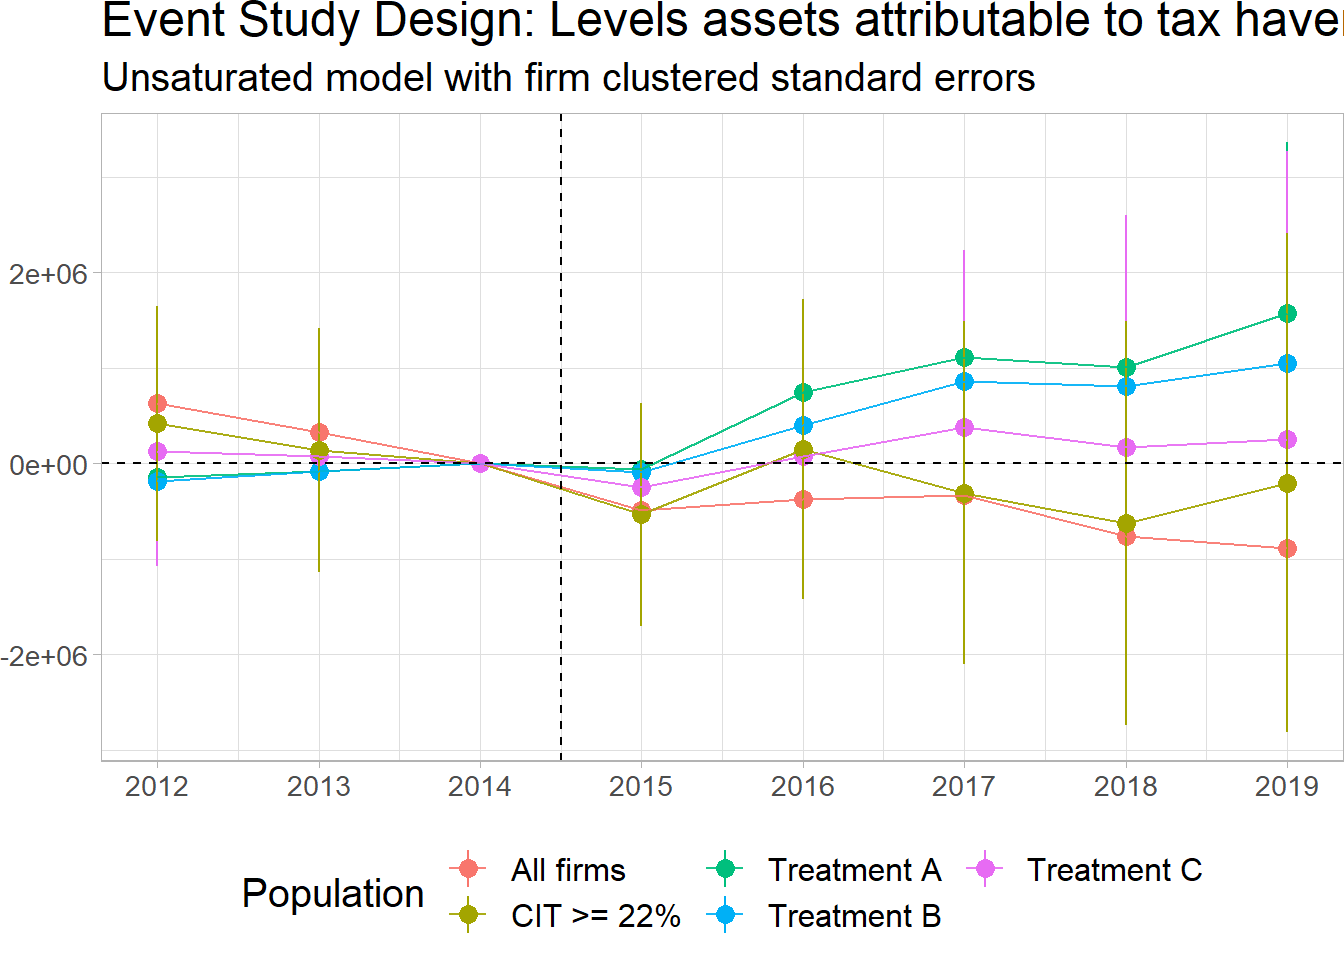 Event Study Design: Levels assets attributable to tax haven
Unsaturated model with firm clustered standard errors
2e+06
0e+00
-2e+06
2012 2013 2014 2015 2016 2017 2018 2019
Population
All firms Treatment A Treatment C
CIT >= 22% Treatment B